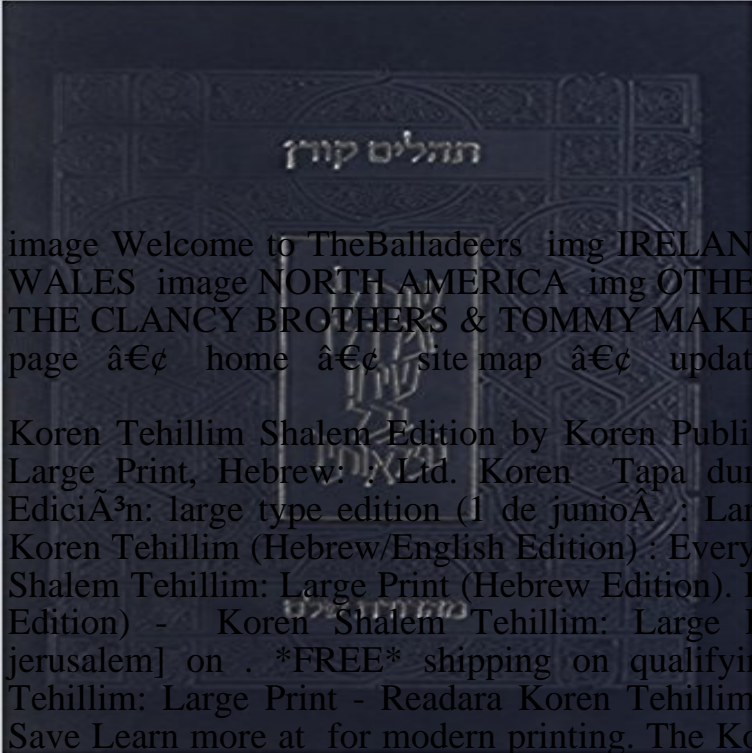 תהלים קורן
image Welcome to TheBalladeers img IRELAN
WALES image NORTH AMERICA img OTHE
THE CLANCY BROTHERS & TOMMY MAKE
page â€¢ home â€¢ site map â€¢ updat
Koren Tehillim Shalem Edition by Koren Publi
Large Print, Hebrew: : Ltd. Koren Tapa dur
EdiciÃ³n: large type edition (1 de junioÂ : Lar
Koren Tehillim (Hebrew/English Edition) : Every
Shalem Tehillim: Large Print (Hebrew Edition).
מהדורת שלם
Edition) - Koren Shalem Tehillim: Large
jerusalem] on . *FREE* shipping on qualifyi
Tehillim: Large Print - Readara Koren Tehillim
Save Learn more at for modern printing. The Ko